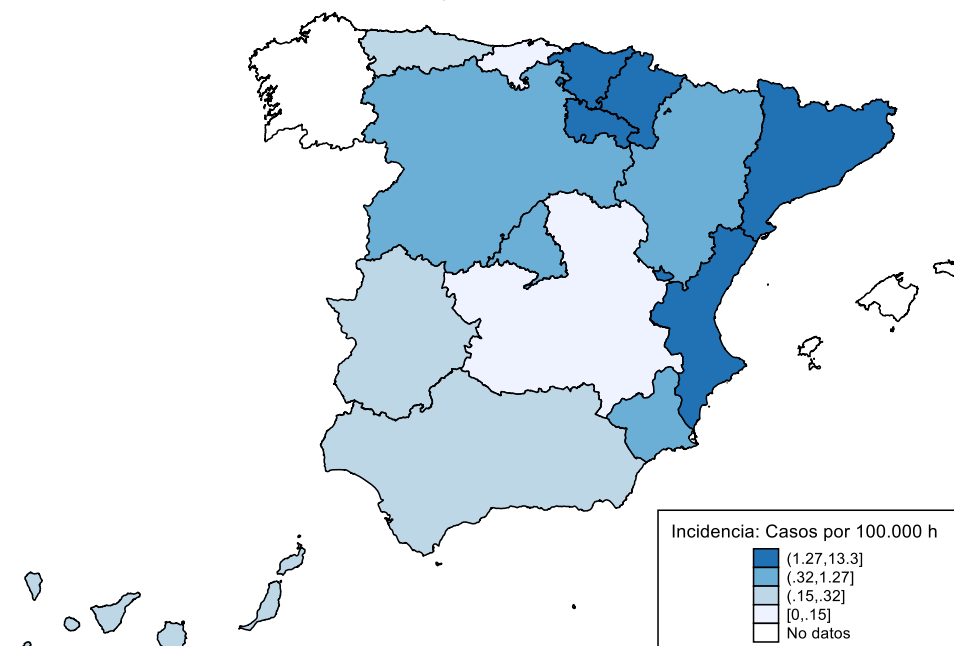 Incidencia: Casos por 100.000 h
(1.27,13.3]
(.32,1.27]
(.15,.32]
[0,.15]
No datos